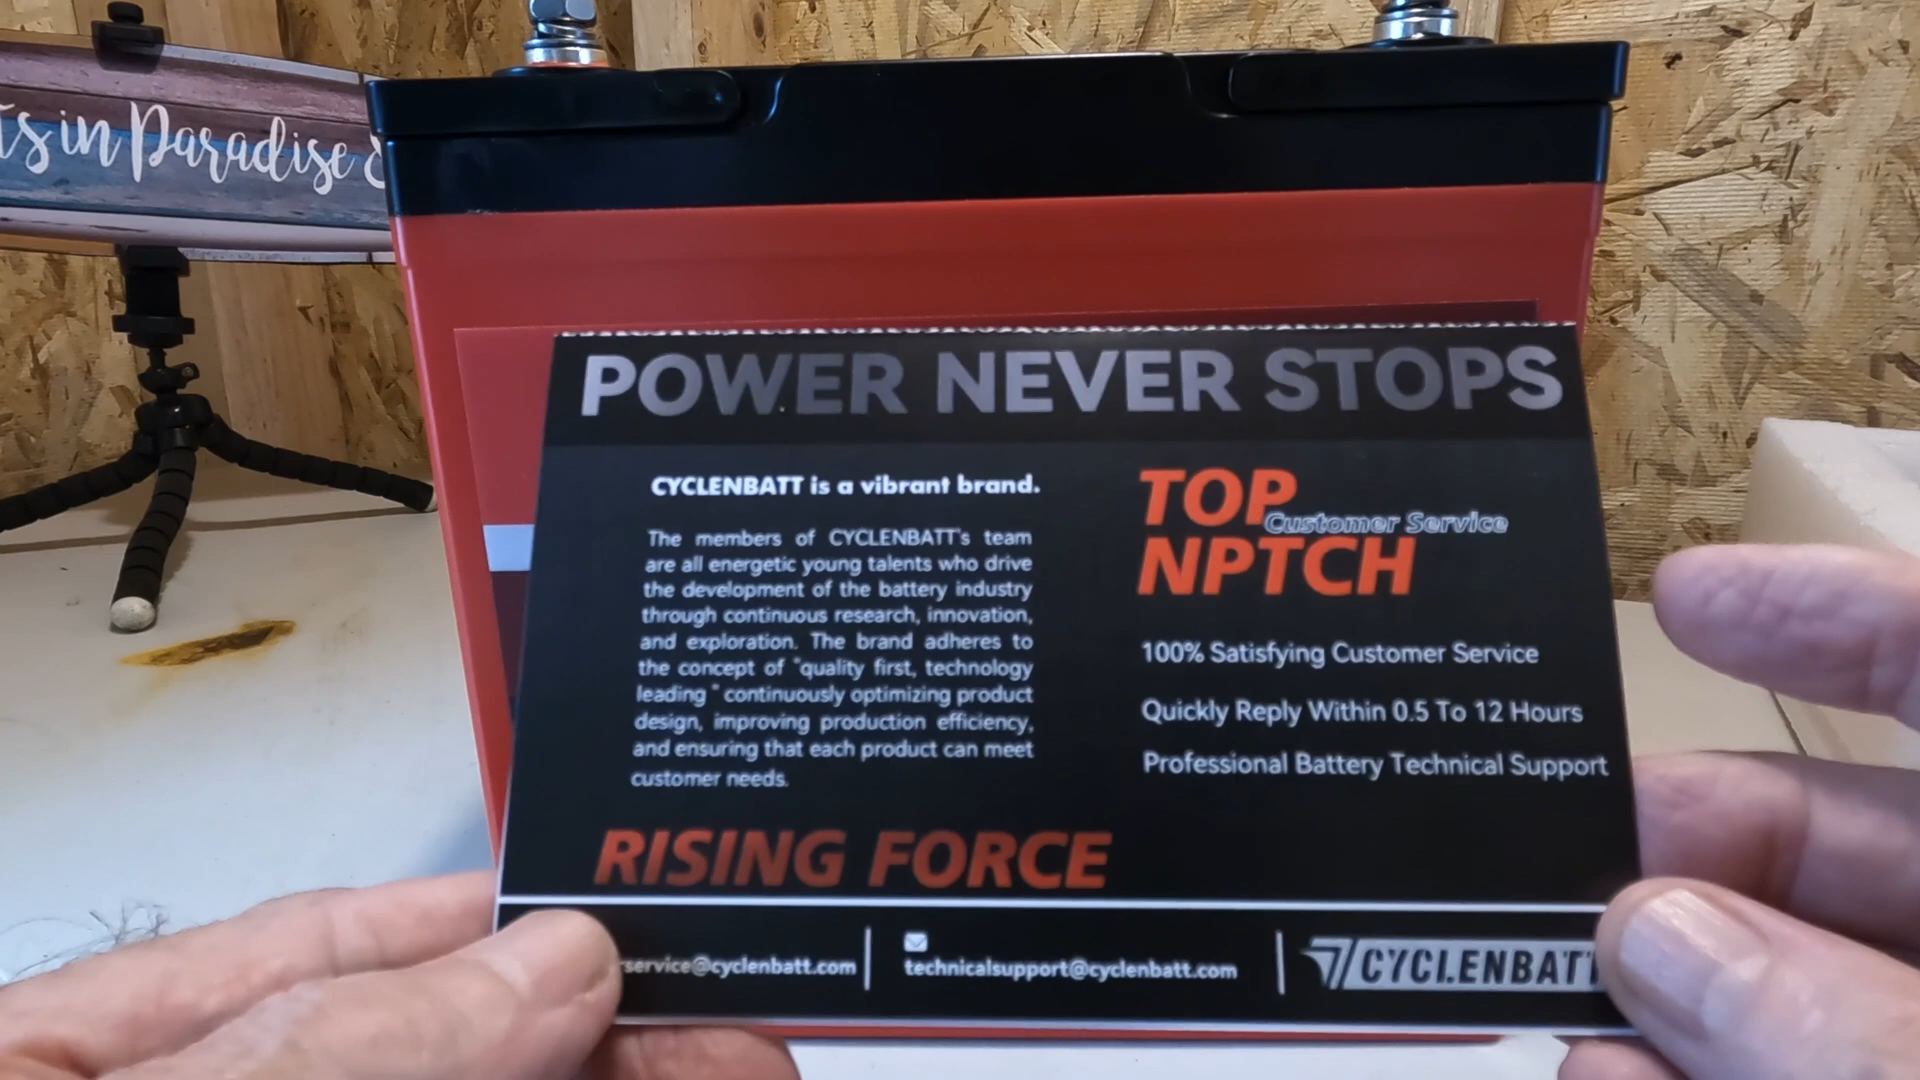 in Paradise &
POWER NEVER STOPS
CYCLENBATT is a vibrant brand.
The members of CYCLENBATT's team
are all energetic young talents who drive
the development of the battery industry
through continuous research, innovation,
and exploration. The brand adheres to
the concept of "quality first, technology
leading " continuously optimizing product
design, improving production efficiency,
and ensuring that each product can meet
customer needs.
RISING FORCE
TOP
Customer Service
NPTCH
100% Satisfying Customer Service
Quickly Reply Within 0.5 To 12 Hours
Professional Battery Technical Support
service@cyclenbatt.com
technicalsupport@cyclenbatt.com
CYCLENBATT